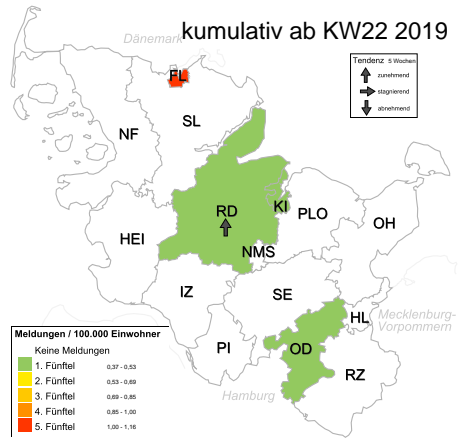 kumulativ ab KW22 2019
Dänemark
Tendenz 5 Wochen
zunehmend
stagnierend
abnehmend
FL
NF
SL
RD
KI
PLO
OH
HEI
NMS
IZ
SE
HL
Mecklenburg-
Vorpommern
PI
OD
RZ
Hamburg
Meldungen / 100.000 Einwohner
Keine Meldungen
1. Fünftel 0,37 - 0,53
2. Fünftel 0,53 - 0,69
3. Fünftel 0,69 - 0,85
4. Fünftel 0,85 - 1,00
5. Fünftel 1,00 - 1,16